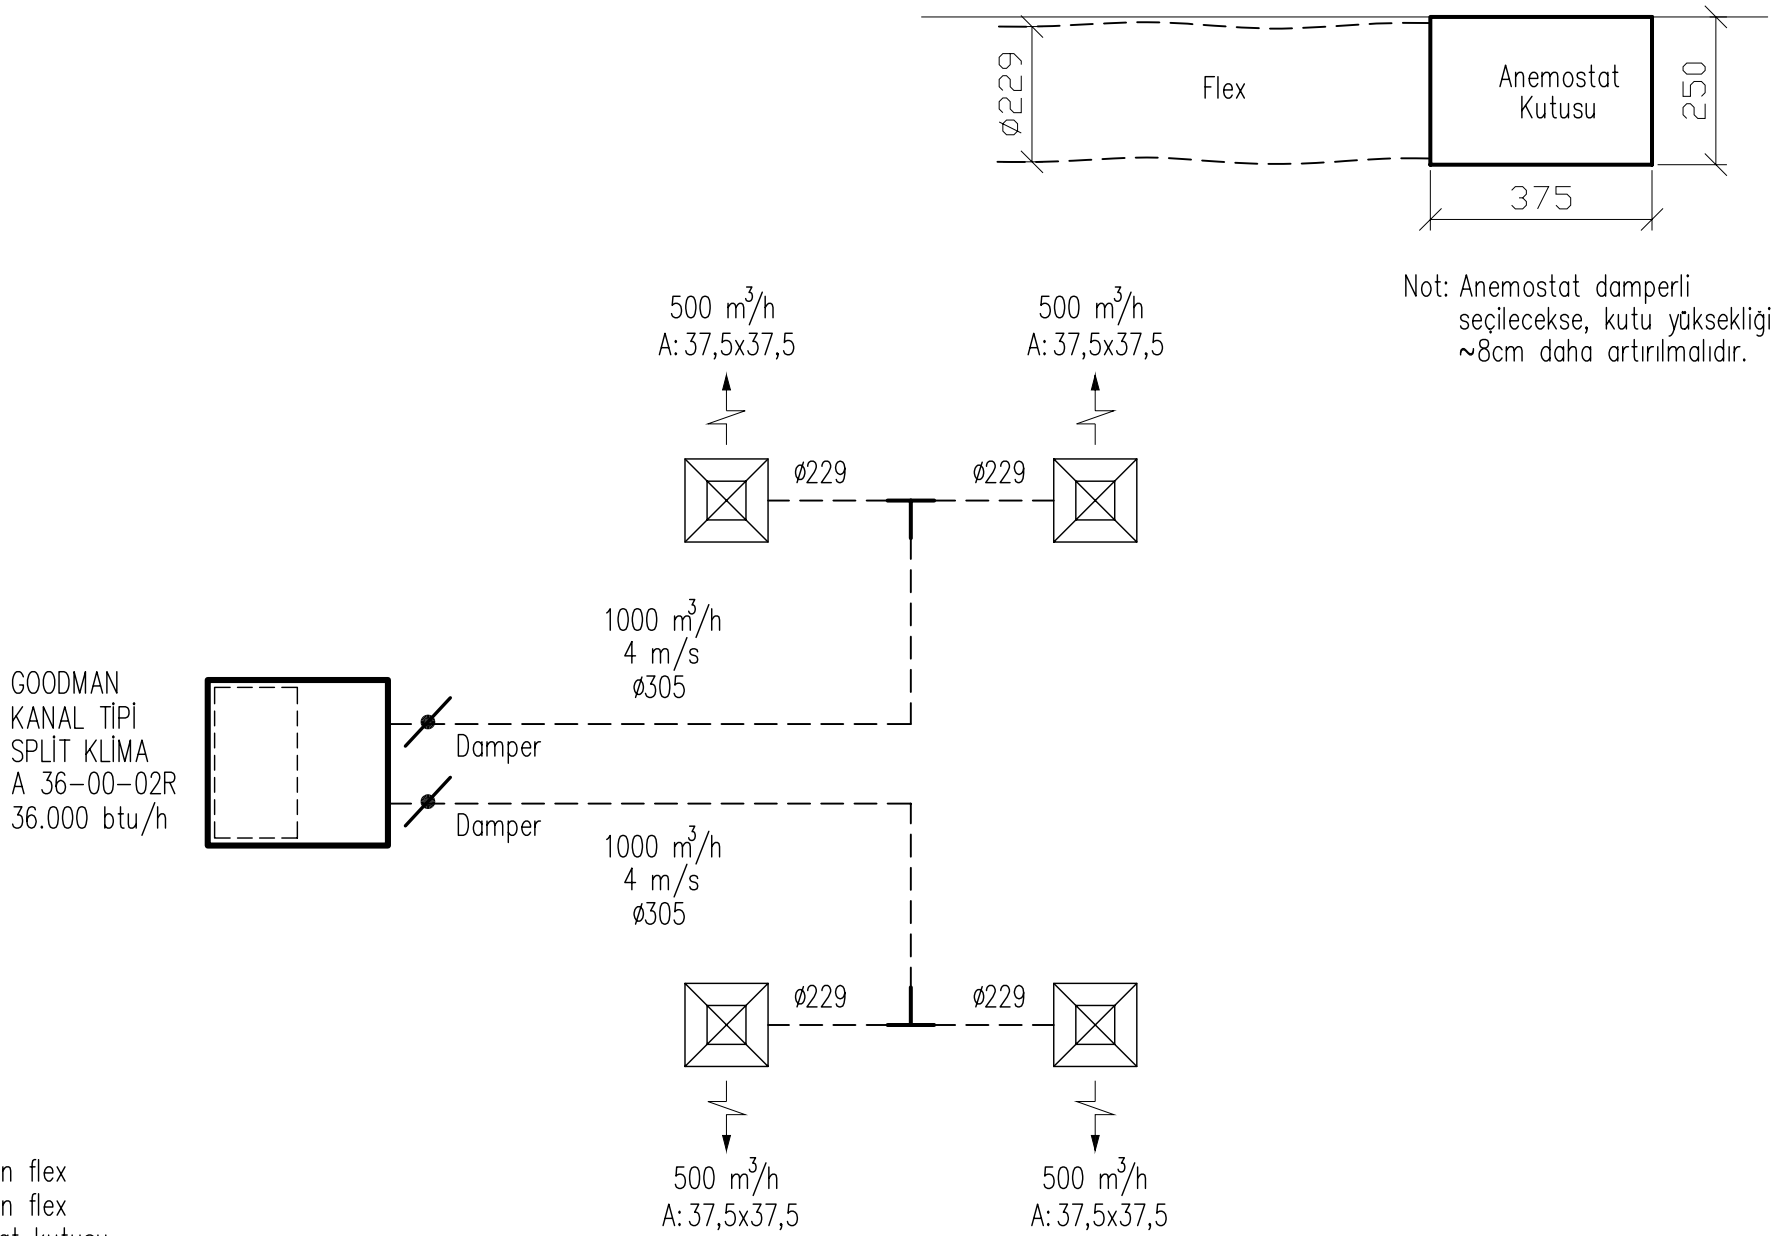 ø229
Flex
Anemostat
Kutusu
250
375
Not: Anemostat damperli
seçilecekse, kutu yüksekliği
~8cm daha artırılmalıdır.
500 m³/h
A: 37,5x37,5
500 m³/h
A: 37,5x37,5
ø229
ø229
1000 m³/h
4 m/s
ø305
GOODMAN
KANAL TİPİ
SPLİT KLİMA
A 36-00-02R
36.000 btu/h
Damper
Damper
1000 m³/h
4 m/s
ø305
ø229
ø229
500 m³/h
A: 37,5x37,5
500 m³/h
A: 37,5x37,5
n flex
n flex